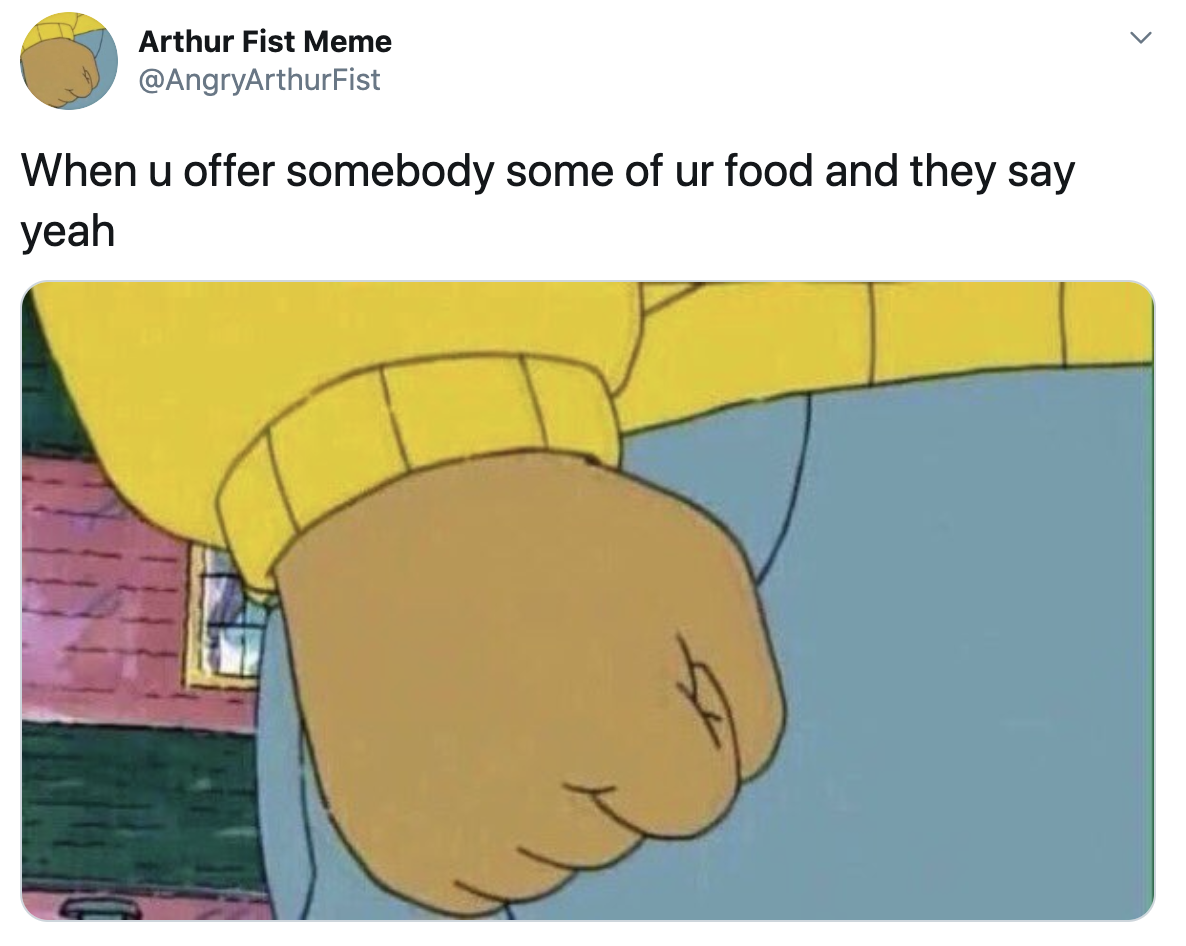 Arthur Fist Meme
@AngryArthurFist
When u offer somebody some of ur food and they say
yeah